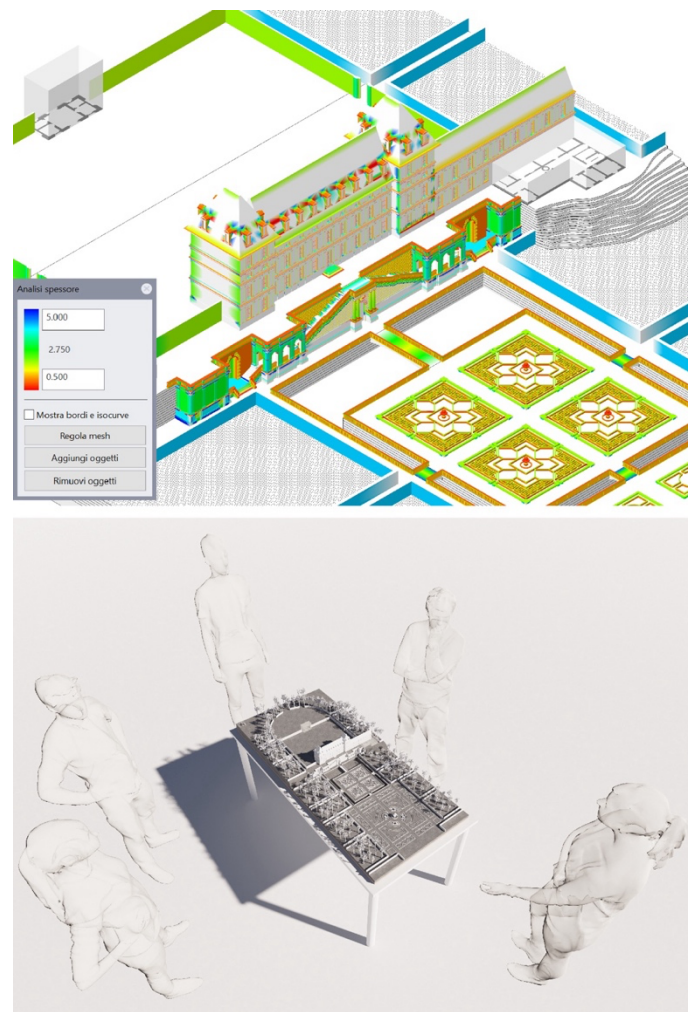 Analisi spessore
5.000
2.750
0.500
Mostra bordi e isocurve
Regola mesh
Aggiungi oggetti
Rimuovi oggetti